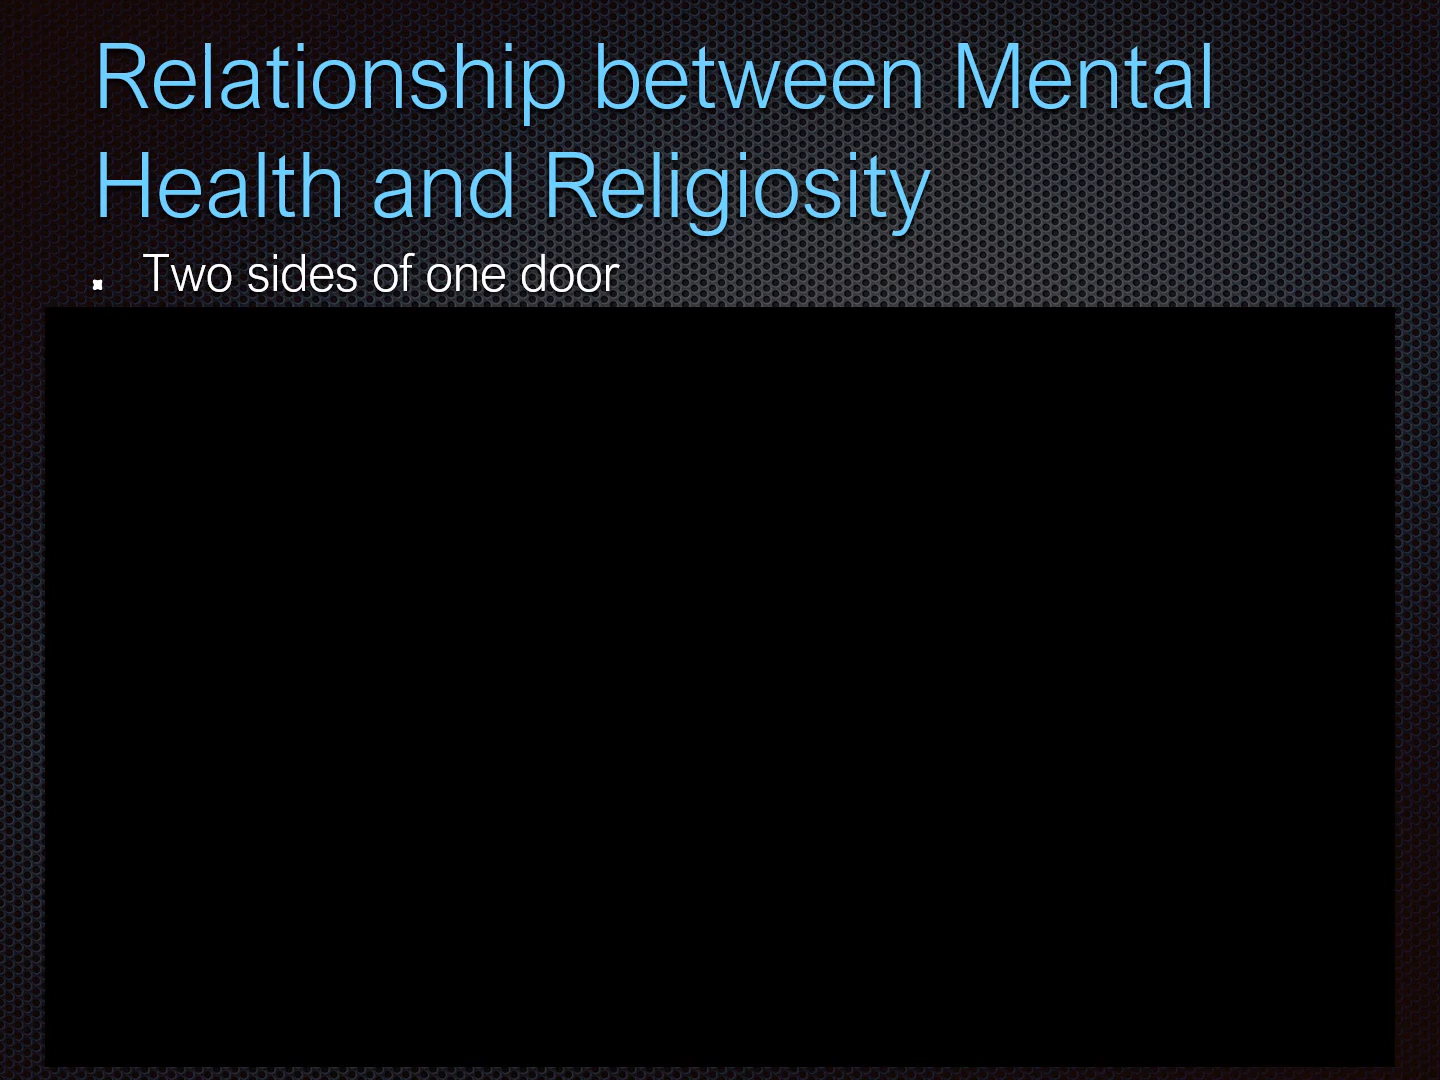 Relationship between Mental
Health and Religiosity
Two sides of one door